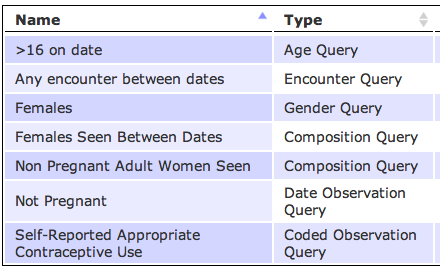 Name Type
>16 on date Age Query
Any encounter between dates Encounter Query
Females Gender Query
Females Seen Between Dates Composition Query
Non Pregnant Adult Women Seen Composition Query
Not Pregnant Date Observation
Query
Self-Reported Appropriate Coded Observation
Contraceptive Use Query